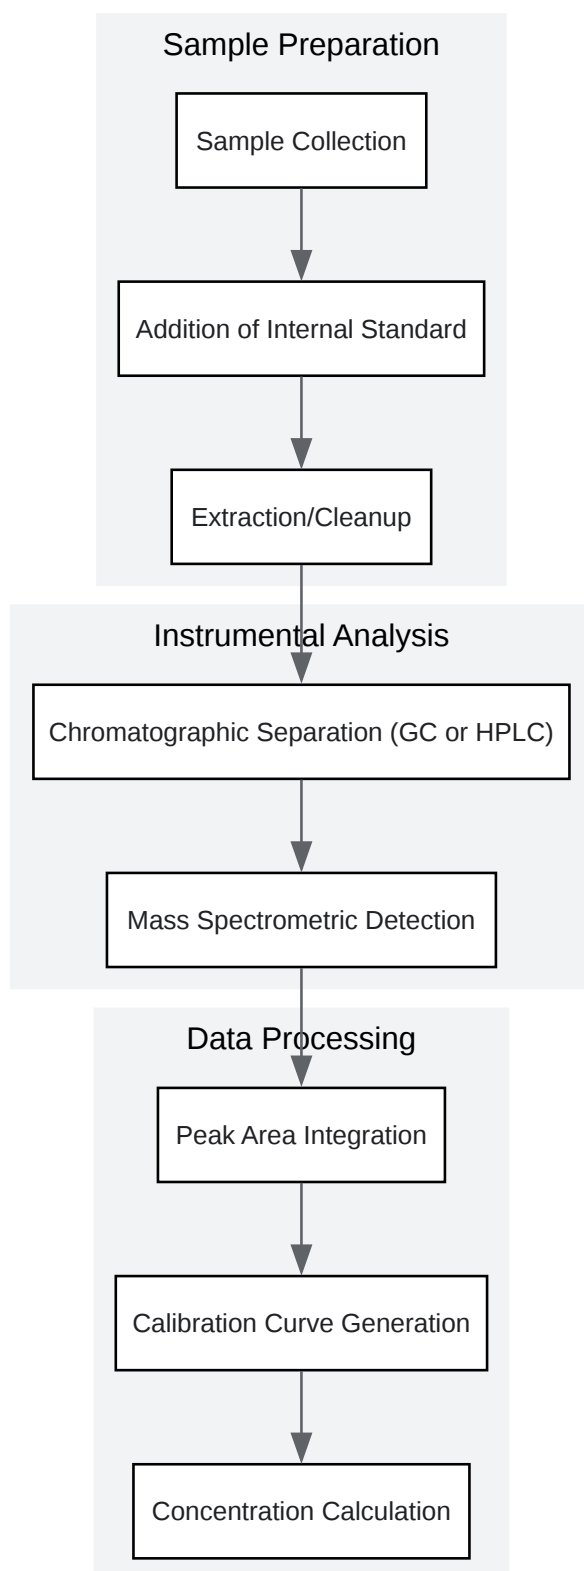 Sample Preparation
Sample Collection
Addition of Internal Standard
Extraction/Cleanup
Instrumental Analysis
Chromatographic Separation (GC or HPLC)
Mass Spectrometric Detection
Data Processing
Peak Area Integration
Calibration Curve Generation
Concentration Calculation